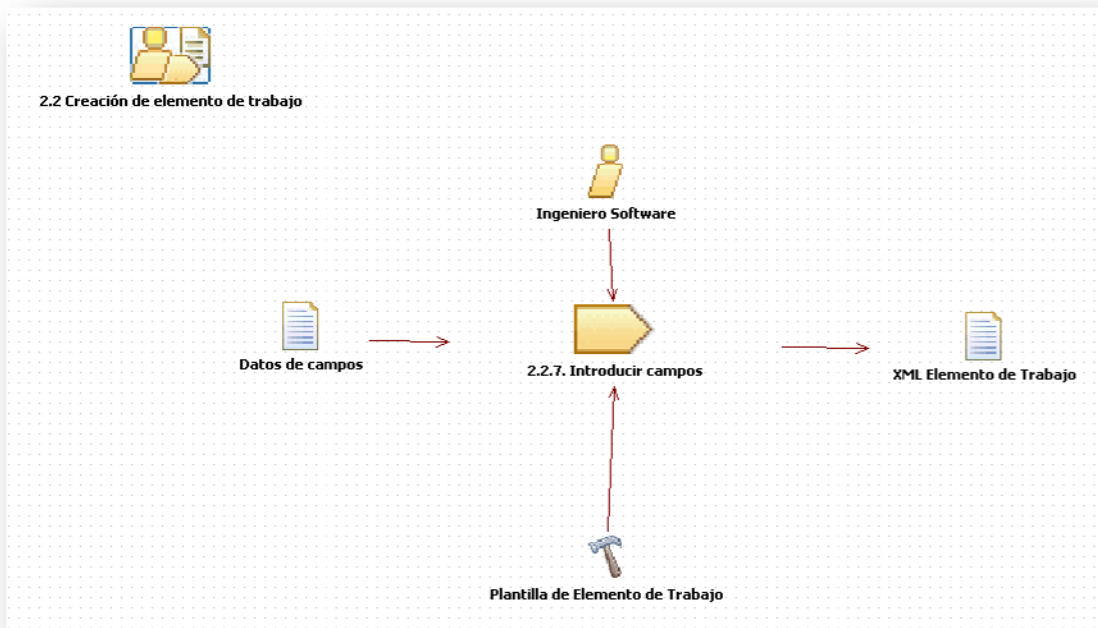 2.2 Creación de elemento de trabajo
Ingeniero Software
Datos de campos
2.2.7. Introducir campos
XML Elemento de Trabajo
Plantilla de Elemento de Trabajo